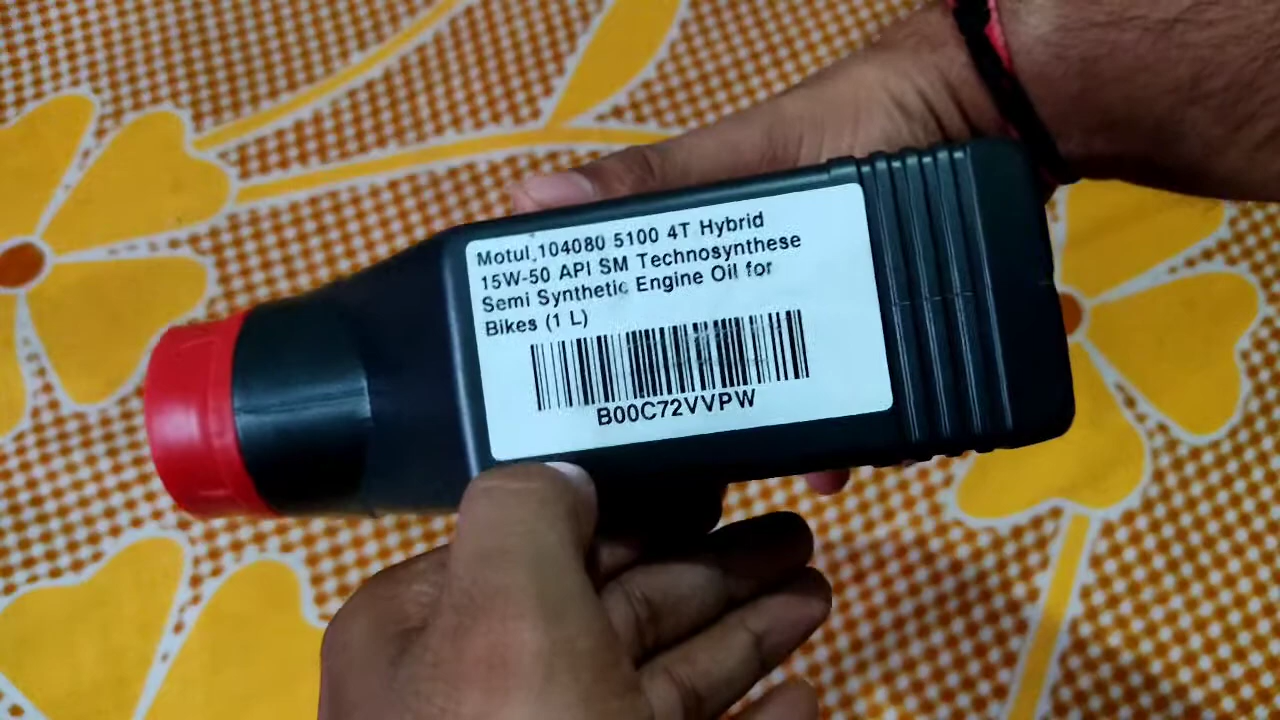 Motul 104080 5100 4T Hybrid
15W-50 API SM Technosynthese
Semi Synthetic Engine Oil for
Bikes (1 L)
B00C72VVPW